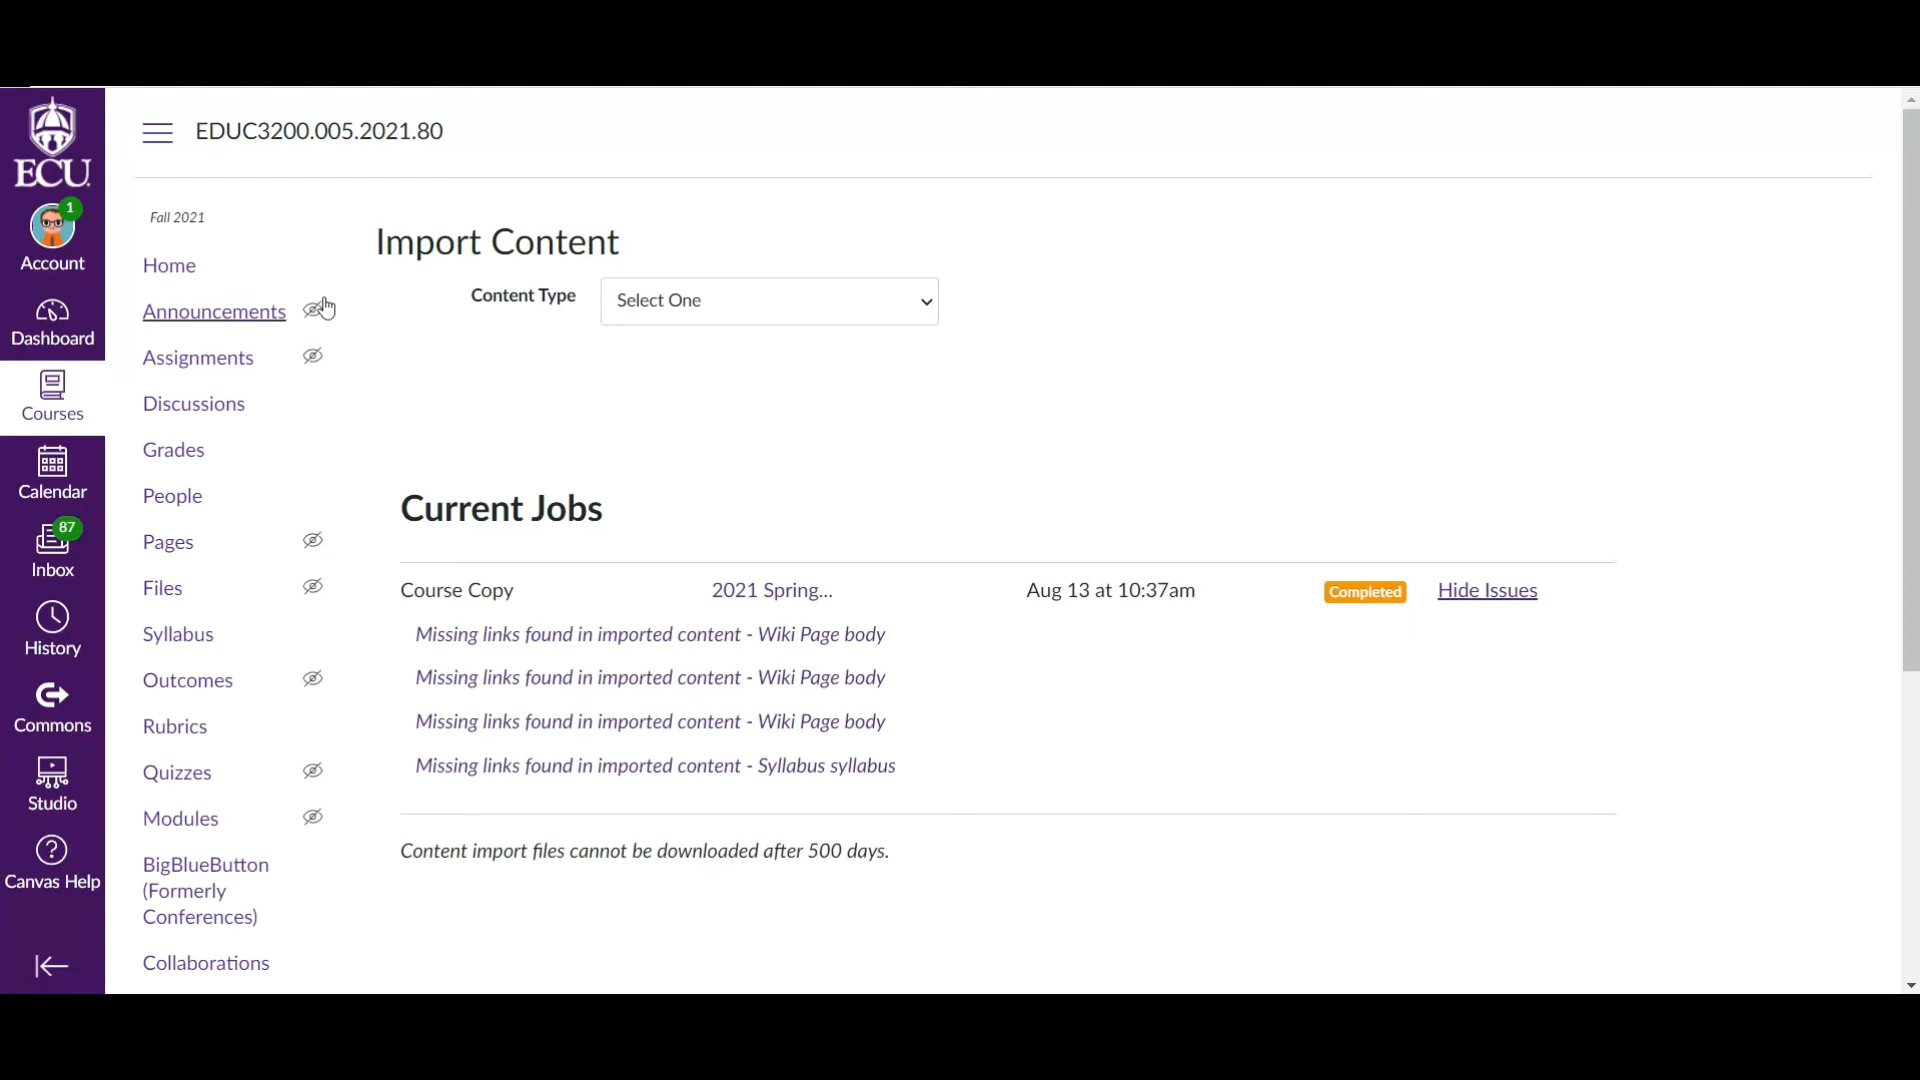 ECU
1
Account
Dashboard
Courses
Calendar
87
Inbox
History
Commons
Studio
Canvas Help
EDUC3200.005.2021.80
Fall 2021
Home
Announcements
Assignments
Discussions
Grades
People
Pages
Files
Syllabus
Outcomes
Rubrics
Quizzes
Modules
BigBlueButton
(Formerly
Conferences)
Collaborations
Import Content
Content Type Select One
Current Jobs
Course Copy 2021 Spring... Aug 13 at 10:37am Completed Hide Issues
Missing links found in imported content - Wiki Page body
Missing links found in imported content - Wiki Page body
Missing links found in imported content - Wiki Page body
Missing links found in imported content - Syllabus syllabus
Content import files cannot be downloaded after 500 days.